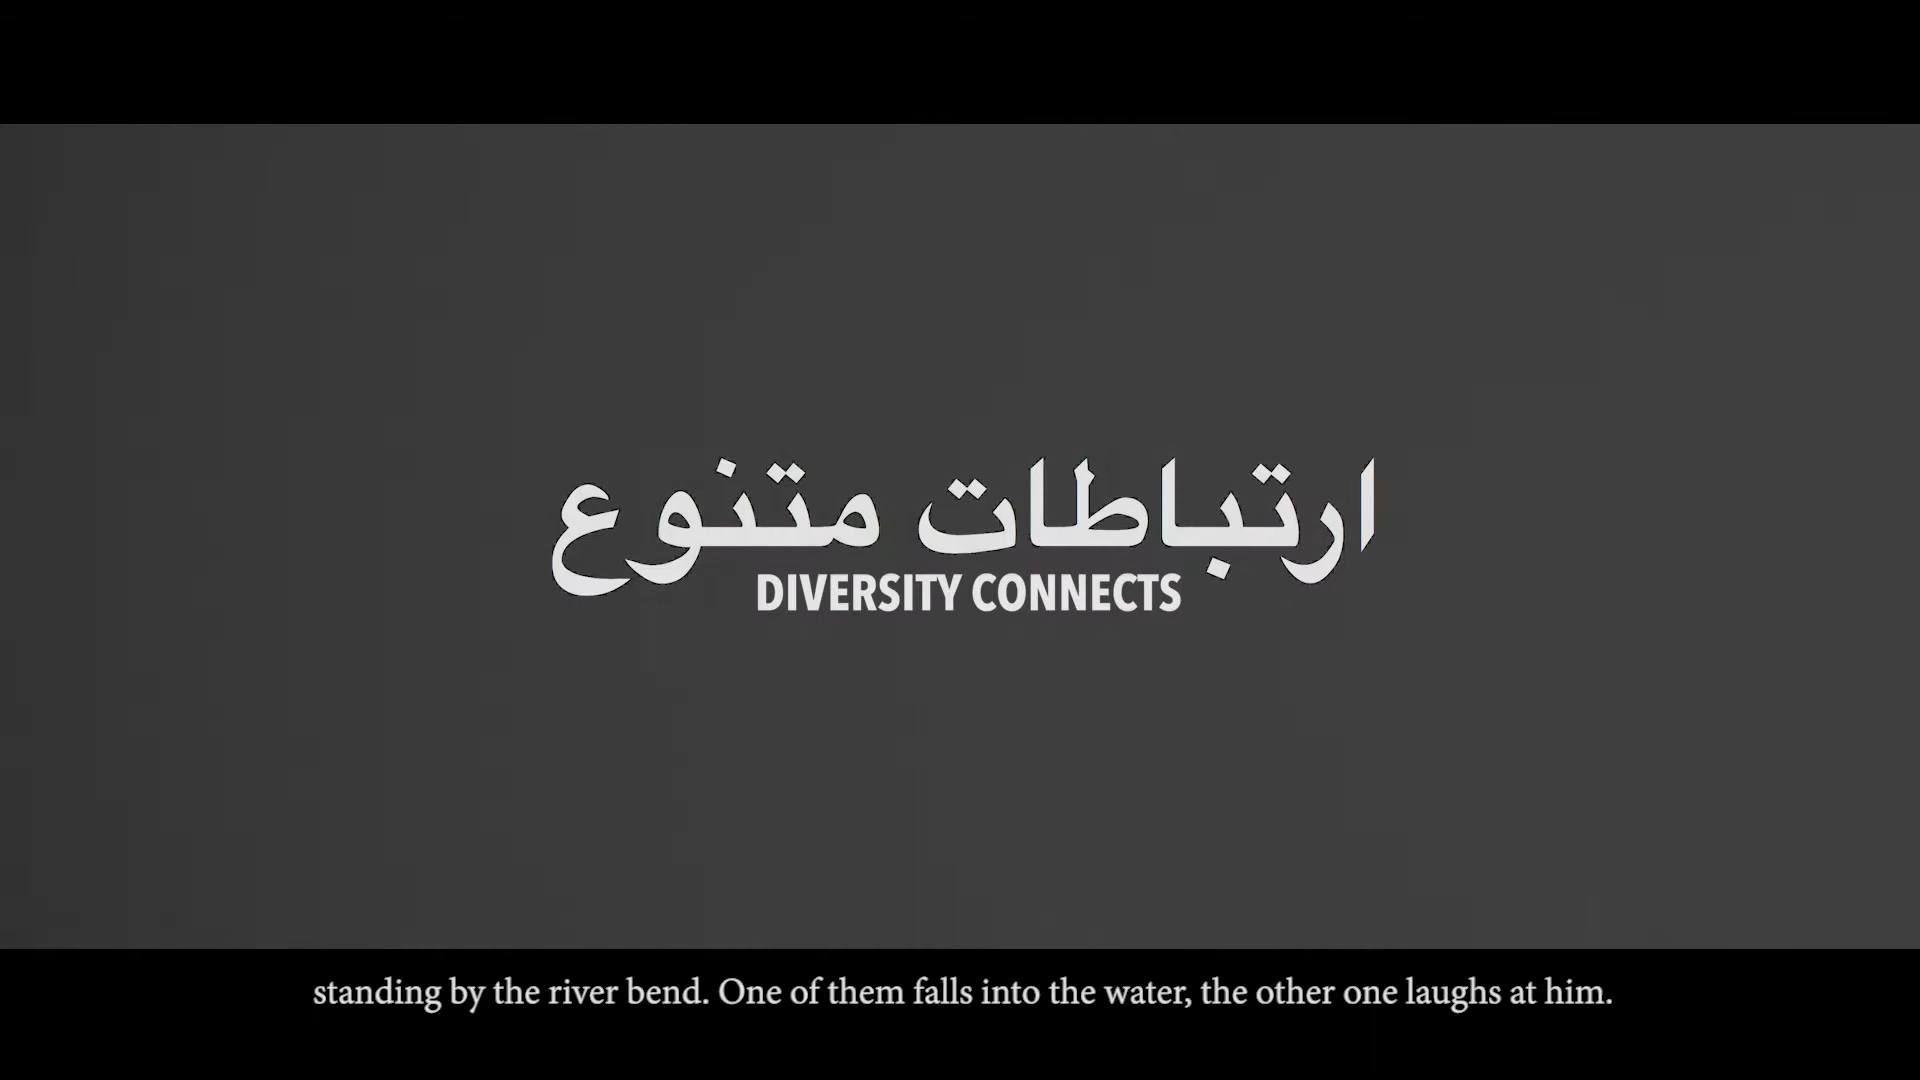 ارتباطات متنوع
DIVERSITY CONNECTS
standing by the river bend. One of them falls into the water, the other one laughs at him.